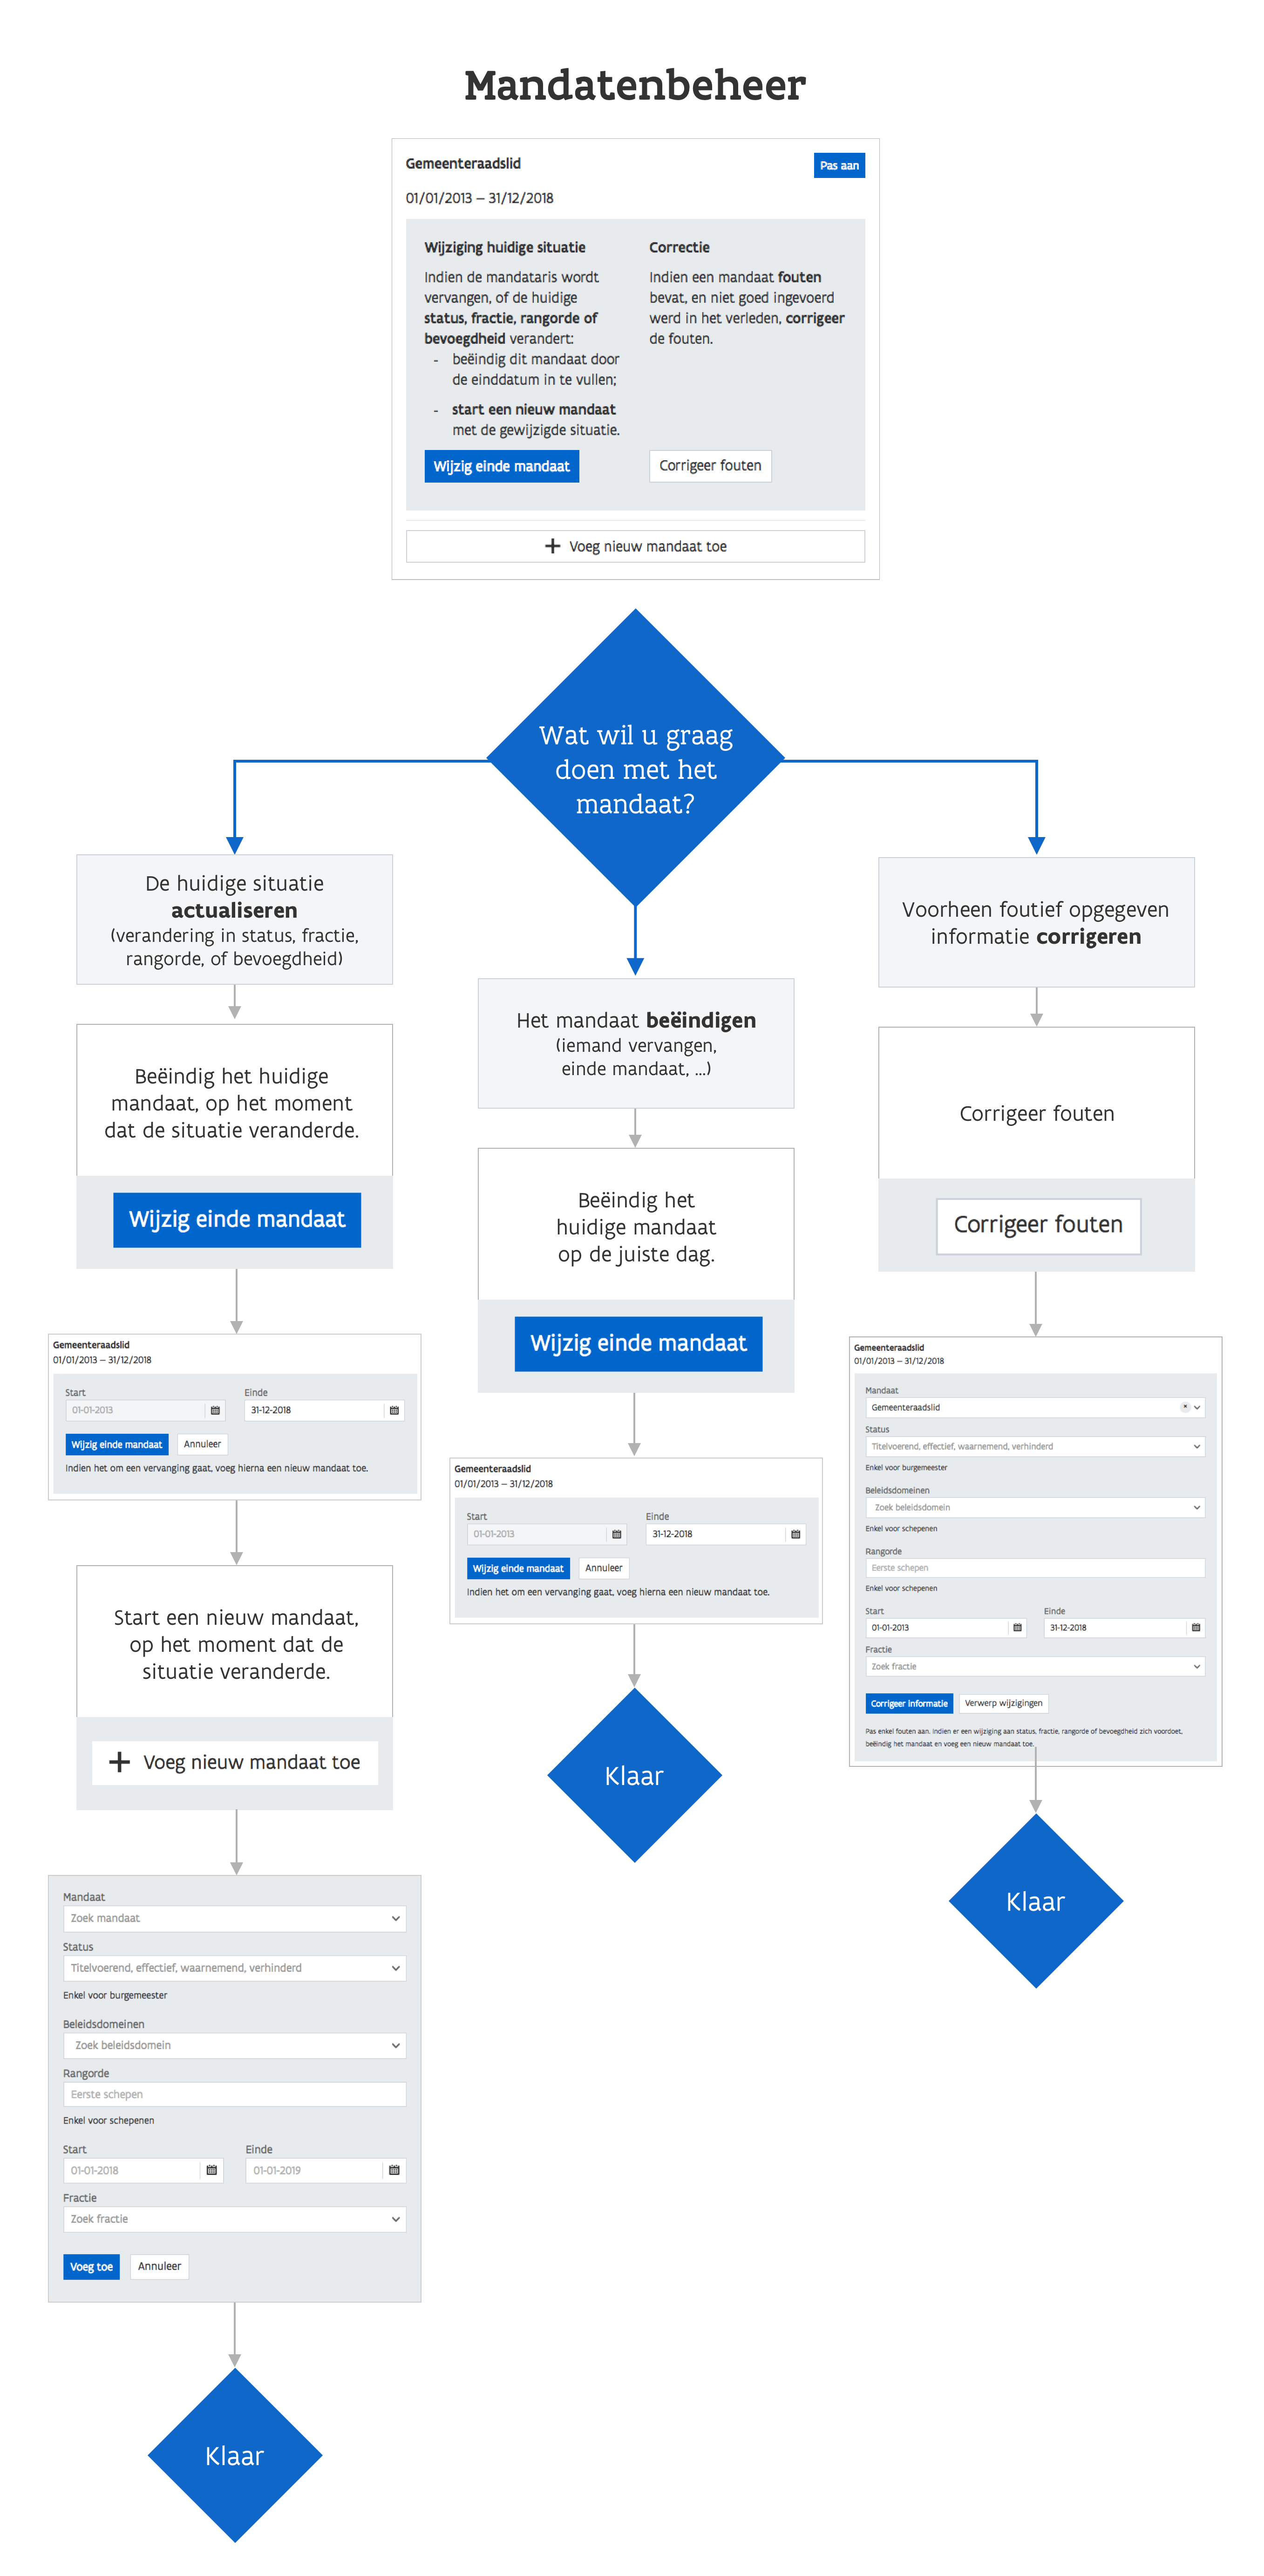 Mandatenbeheer
Gemeenteraadslid
Pas aan
01/01/2013 – 31/12/2018
Wijziging huidige situatie
Indien de mandataris wordt
vervangen, of de huidige
status, fractie, rangorde of
bevoegdheid verandert:
- beëindig dit mandaat door
de einddatum in te vullen;
- start een nieuw mandaat
met de gewijzigde situatie.
Wijzig einde mandaat
Correctie
Indien een mandaat fouten
bevat, en niet goed ingevoerd
werd in het verleden, corrigeer
de fouten.
Corrigeer fouten
+ Voeg nieuw mandaat toe
Wat wil u graag
doen met het
mandaat?
De huidige situatie
actualiseren
(verandering in status, fractie,
rangorde, of bevoegdheid)
Beëindig het huidige
mandaat, op het moment
dat de situatie veranderde.
Wijzig einde mandaat
Gemeenteraadslid
01/01/2013 – 31/12/2018
Start
Einde
01-01-2013
31-12-2018
Wijzig einde mandaat
Annuleer
Indien het om een vervanging gaat, voeg hierna een nieuw mandaat toe.
Start een nieuw mandaat,
op het moment dat de
situatie veranderde.
+ Voeg nieuw mandaat toe
Mandaat
Zoek mandaat
Status
Titelvoerend, effectief, waarnemend, verhinderd
Enkel voor burgemeester
Beleidsdomeinen
Zoek beleidsdomein
Rangorde
Eerste schepen
Enkel voor schepenen
Start
Einde
01-01-2018
01-01-2019
Fractie
Zoek fractie
Voeg toe
Annuleer
Klaar
Het mandaat beëindigen
(iemand vervangen,
einde mandaat, ...)
Beëindig het
huidige mandaat
op de juiste dag.
Wijzig einde mandaat
Gemeenteraadslid
01/01/2013 – 31/12/2018
Start
Einde
01-01-2013
31-12-2018
Wijzig einde mandaat
Annuleer
Indien het om een vervanging gaat, voeg hierna een nieuw mandaat toe.
Klaar
Voorheen foutief opgegeven
informatie corrigeren
Corrigeer fouten
Corrigeer fouten
Gemeenteraadslid
01/01/2013 – 31/12/2018
Mandaat
Gemeenteraadslid
Status
Titelvoerend, effectief, waarnemend, verhinderd
Enkel voor burgemeester
Beleidsdomeinen
Zoek beleidsdomein
Enkel voor schepenen
Rangorde
Eerste schepen
Enkel voor schepenen
Start
Einde
01-01-2013
31-12-2018
Fractie
Zoek fractie
Corrigeer informatie
Verwerp wijzigingen
Pas enkel fouten aan. Indien er een wijziging aan status, fractie, rangorde of bevoegdheid zich voordoet,
beëindig het mandaat en voeg een nieuw mandaat toe.
Klaar